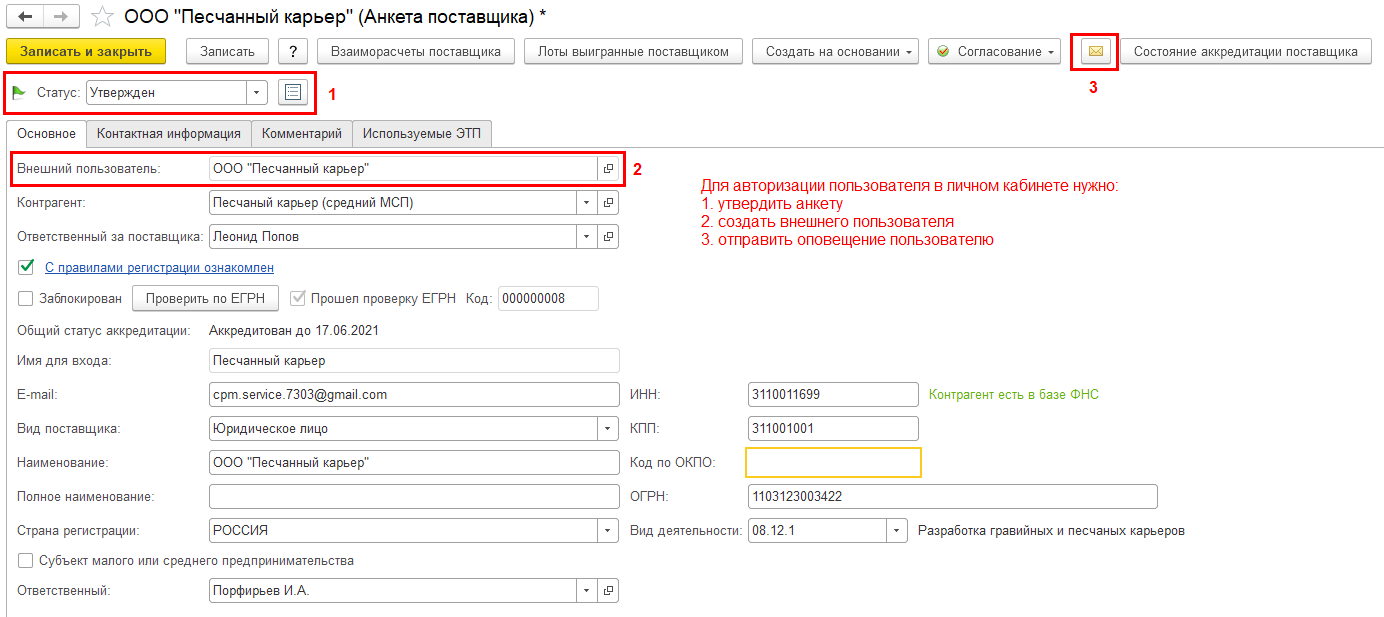 ООО "Песчанный карьер" (Анкета поставщика) *
Записать и закрыть Записать ? Взаиморасчеты поставщика Лоты выигранные поставщиком Создать на основании Согласование Состояние аккредитации поставщика
3
Статус: Утвержден 1
Основное Контактная информация Комментарий Используемые ЭТП
Внешний пользователь: ООО "Песчанный карьер" 2
Для авторизации пользователя в личном кабинете нужно:
1. утвердить анкету
2. создать внешнего пользователя
3. отправить оповещение пользователю
Контрагент: Песчаный карьер (средний МСП)
Ответственный за поставщика: Леонид Попов
С правилами регистрации ознакомлен
Заблокирован Проверить по ЕГРН Прошел проверку ЕГРН Код: 000000008
Общий статус аккредитации: Аккредитован до 17.06.2021
Имя для входа: Песчанный карьер
E-mail: cpm.service.7303@gmail.com ИНН: 3110011699 Контрагент есть в базе ФНС
Вид поставщика: Юридическое лицо КПП: 311001001
Наименование: ООО "Песчанный карьер" Код по ОКПО:
Полное наименование: ОГРН: 1103123003422
Страна регистрации: РОССИЯ Вид деятельности: 08.12.1 Разработка гравийных и песчаных карьеров
Субъект малого или среднего предпринимательства
Ответственный: Порфирьев И.А.